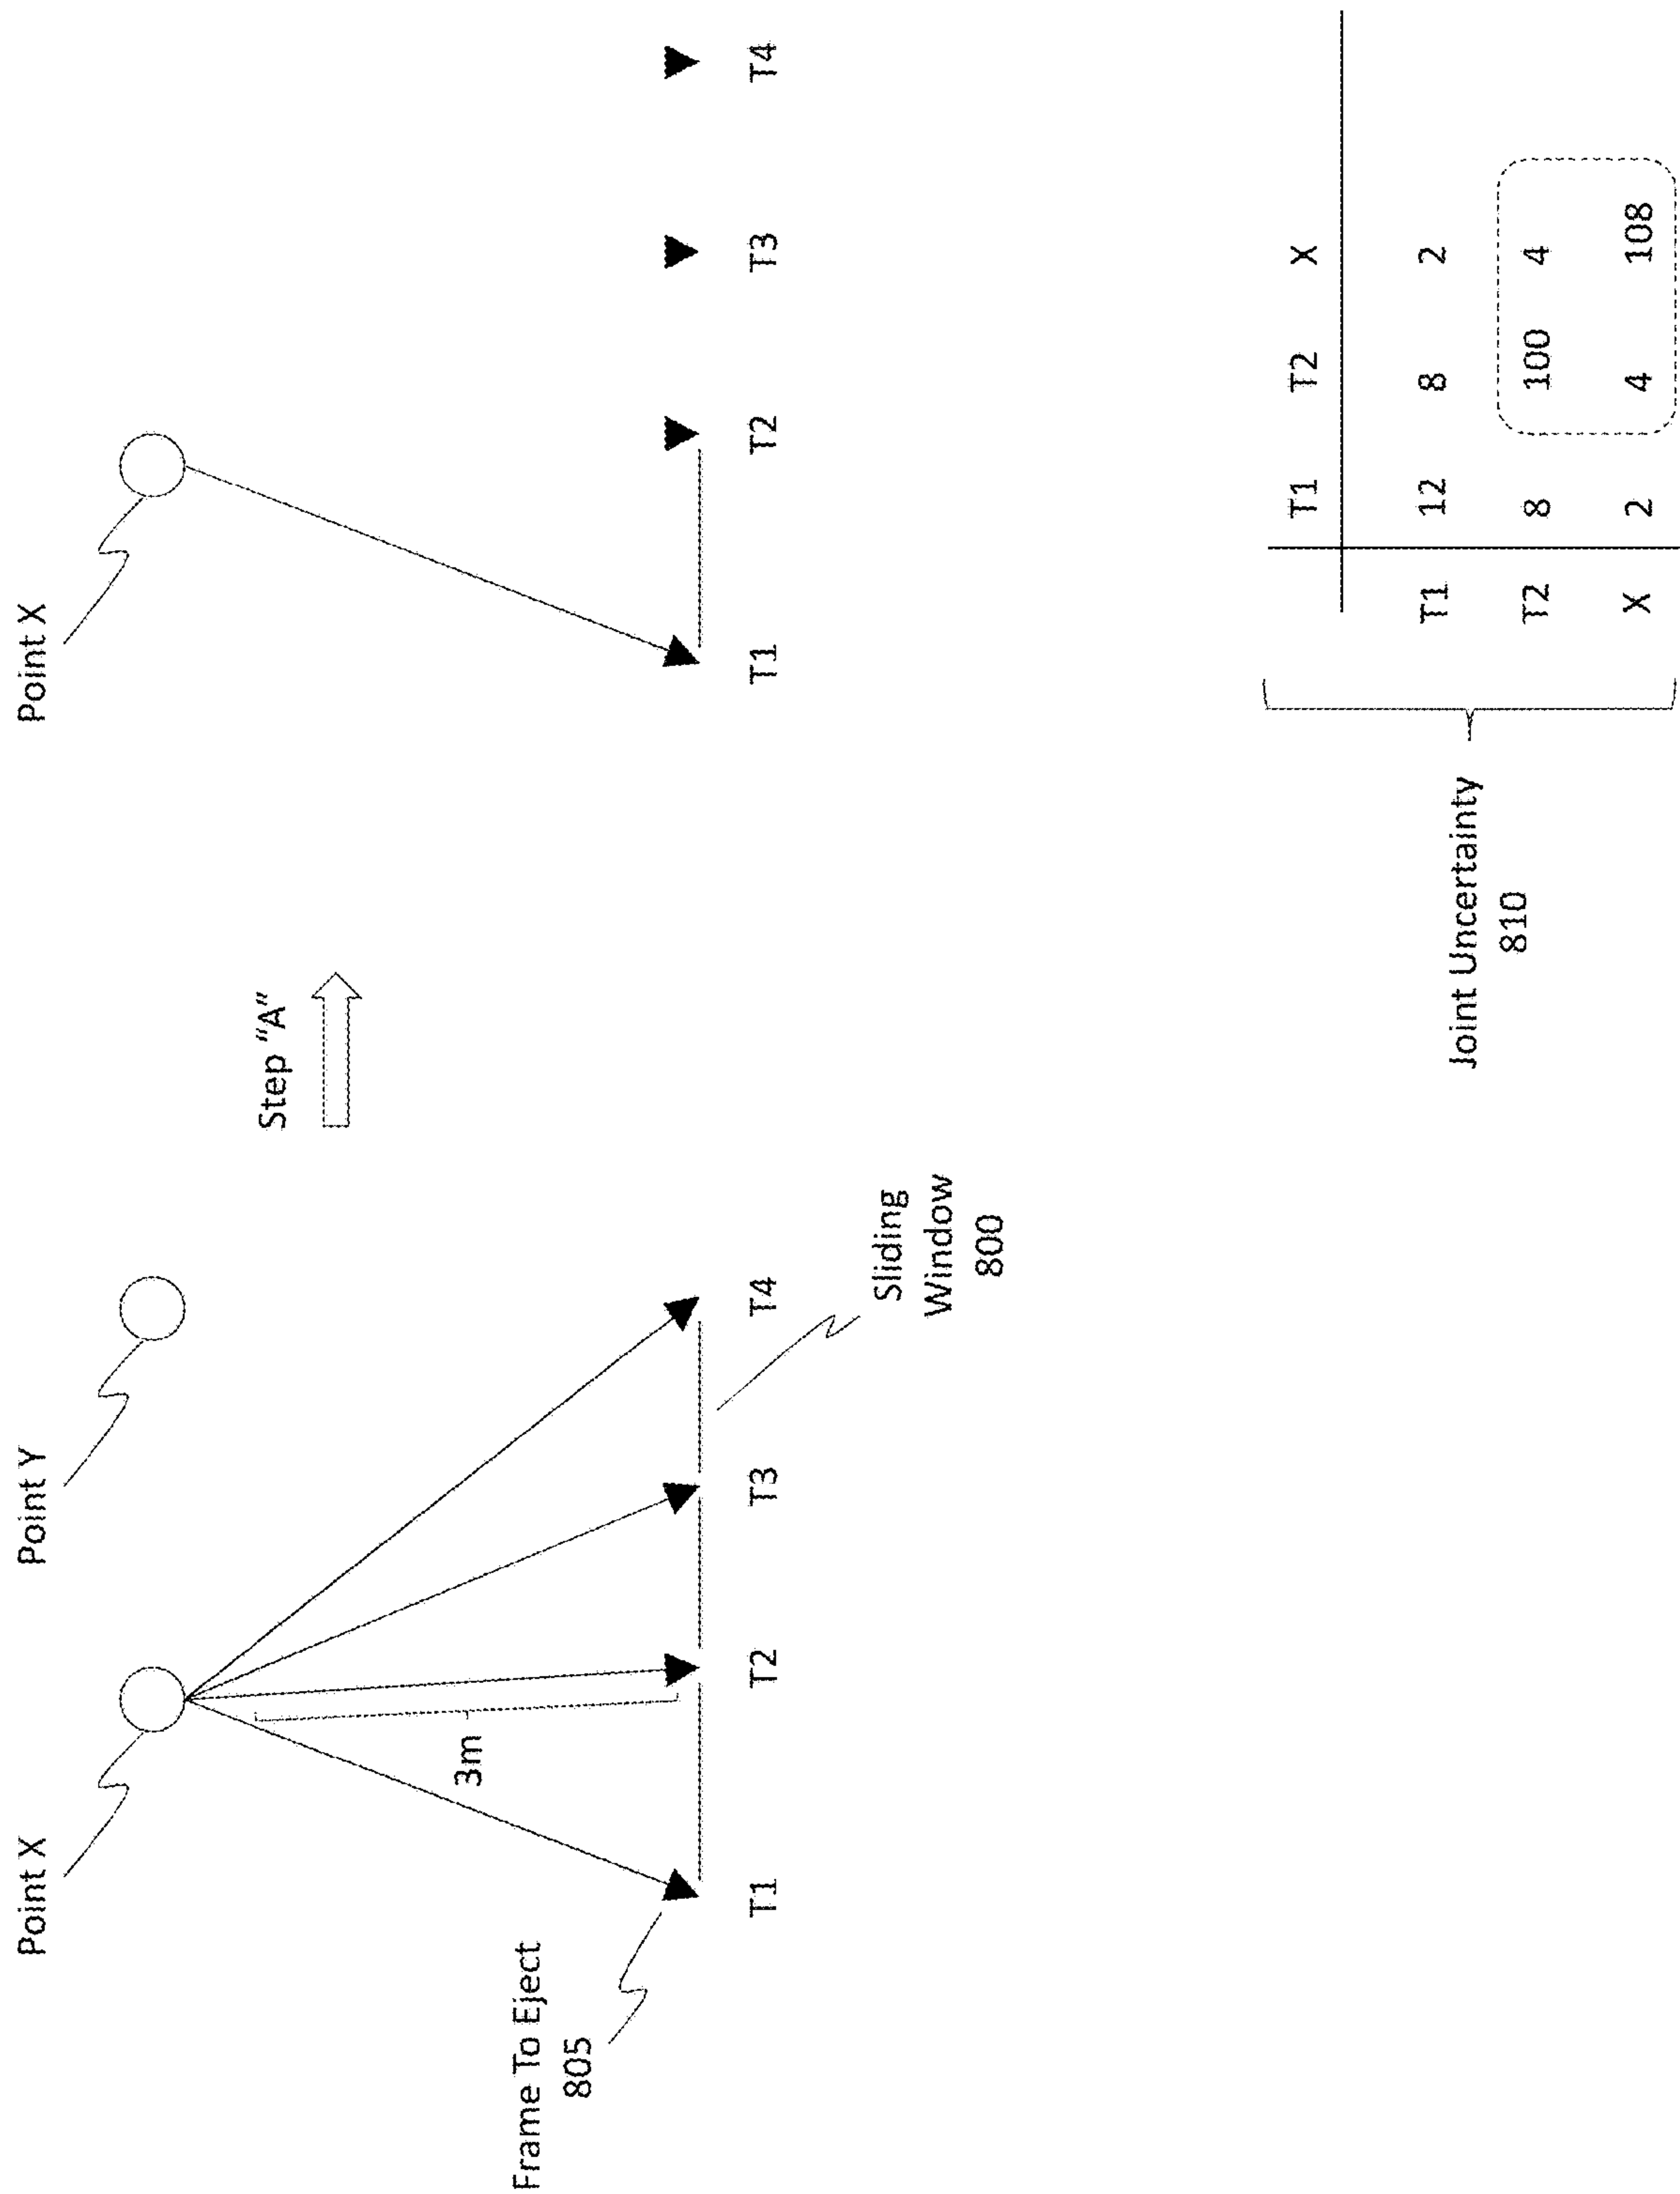 Point X
Point Y
Step "A"
Point X
3m
Frame To Eject
805
T1 T2 T3 T4
Sliding
Window
800
T1 T2 T3 T4
Joint Uncertainty
810
T1 T2 X
T1 12 8 2
T2 8 100 4
X 2 4 108